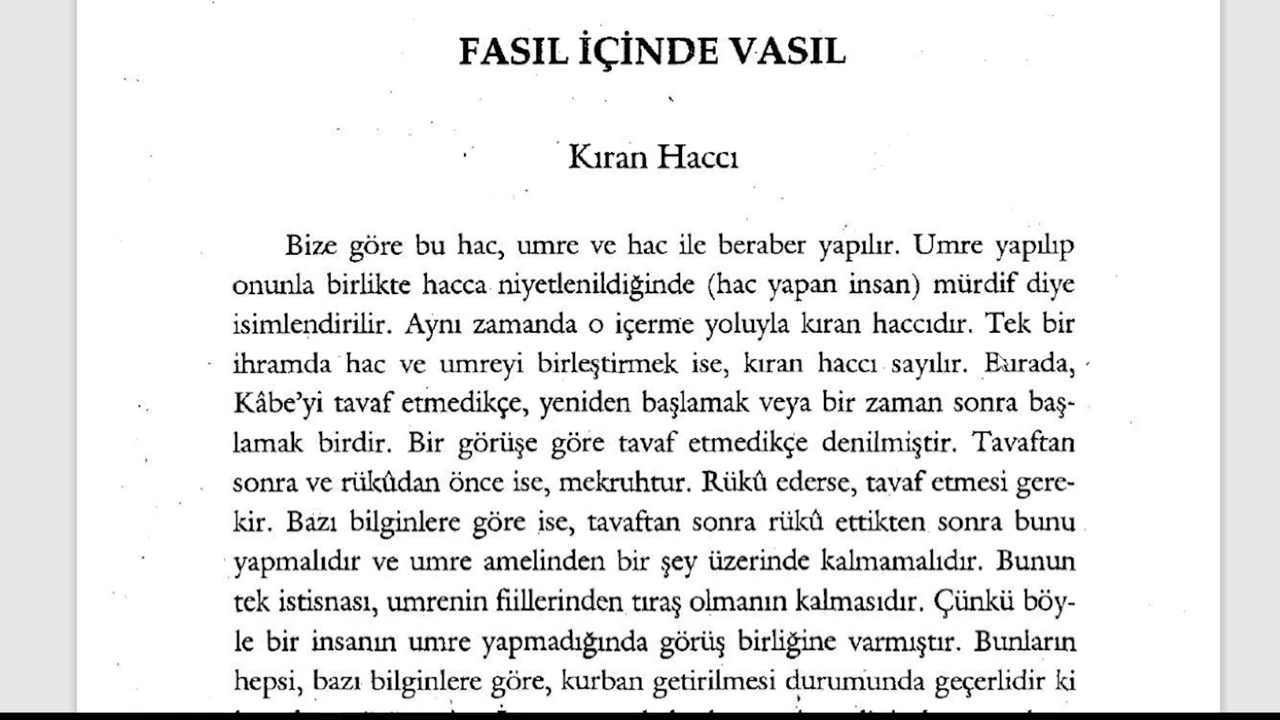 FASIL İÇİNDE VASIL
Kıran Haccı
Bize göre bu hac, umre ve hac ile beraber yapılır. Umre yapılıp
onunla birlikte hacca niyetlenildiğinde (hac yapan insan) mürdif diye
isimlendirilir. Aynı zamanda o içerme yoluyla kıran haccıdır. Tek bir
ihramda hac ve umreyi birleştirmek ise, kıran haccı sayılır. Burada,
Kâbe’yi tavaf etmedikçe, yeniden başlamak veya bir zaman sonra baş-
lamak birdir. Bir görüşe göre tavaf etmedikçe denilmiştir. Tavaftan
sonra ve rükûdan önce ise, mekruhtur. Rükû ederse, tavaf etmesi gere-
kir. Bazı bilginlere göre ise, tavaftan sonra rükû ettikten sonra bunu
yapmalıdır ve umre amelinden bir şey üzerinde kalmamalıdır. Bunun
tek istisnası, umrenin fiillerinden tıraş olmanın kalmasıdır. Çünkü böy-
le bir insanın umre yapmadığında görüş birliğine varmıştır. Bunların
hepsi, bazı bilginlere göre, kurban getirilmesi durumunda geçerlidir ki